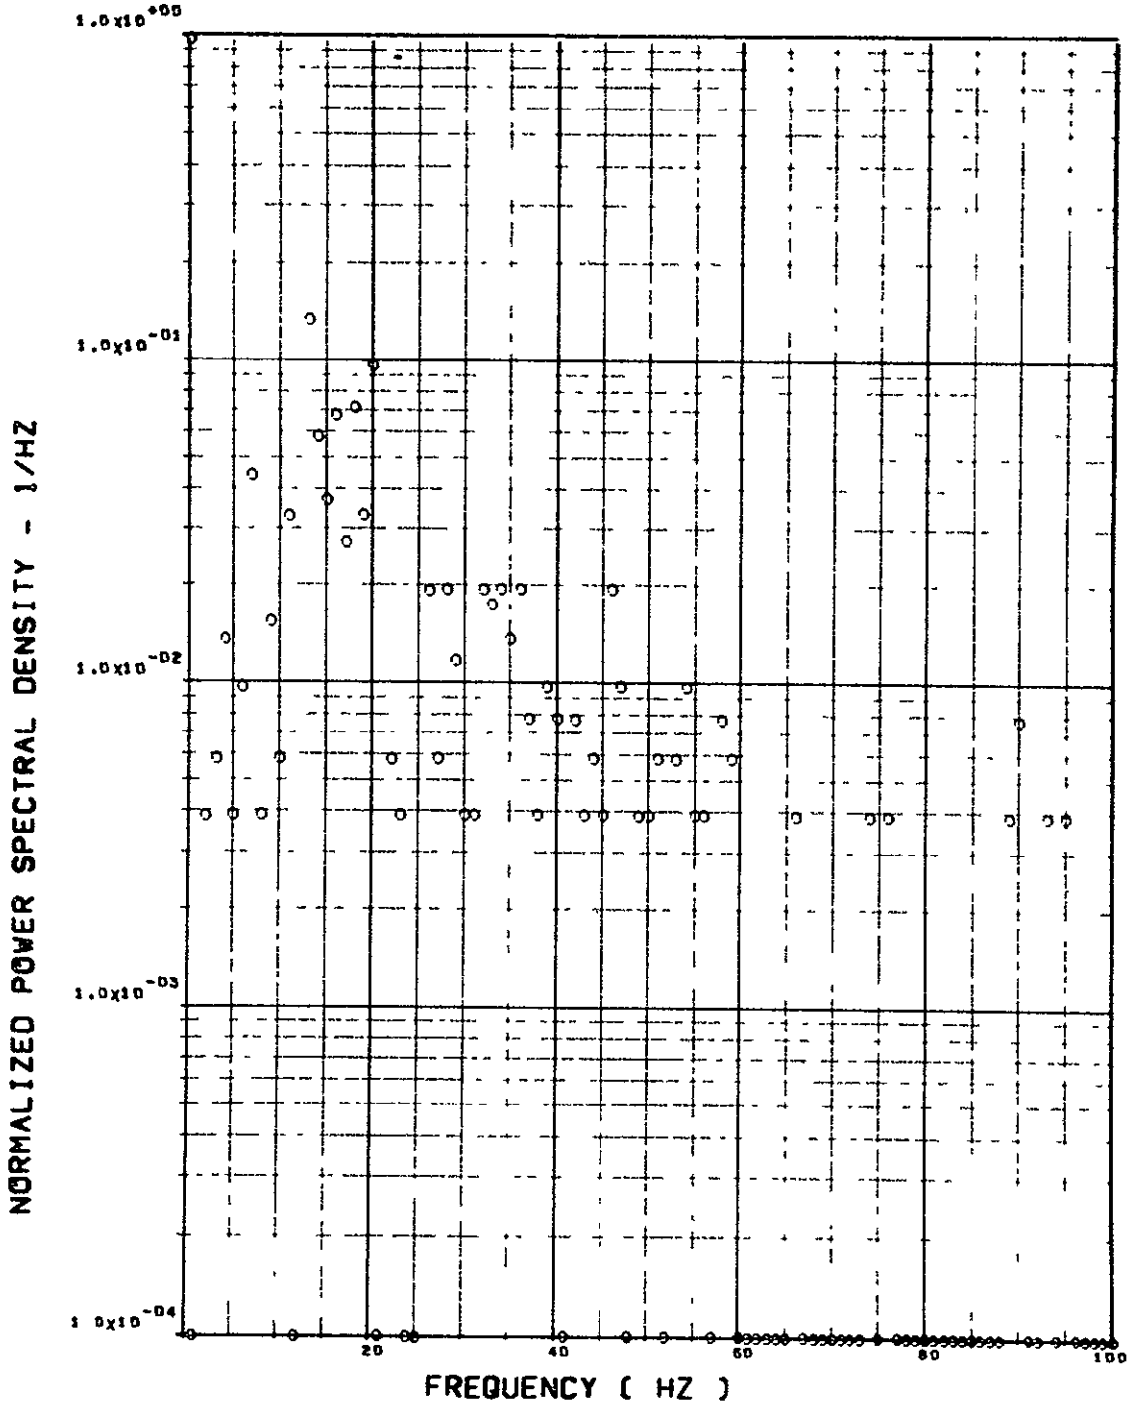 1.0x10+00
1.0x10-01
1.0x10-02
1.0x10-03
1 0x10-04
NORMALIZED POWER SPECTRAL DENSITY - 1/HZ
20 40 60 80 100
FREQUENCY ( HZ )